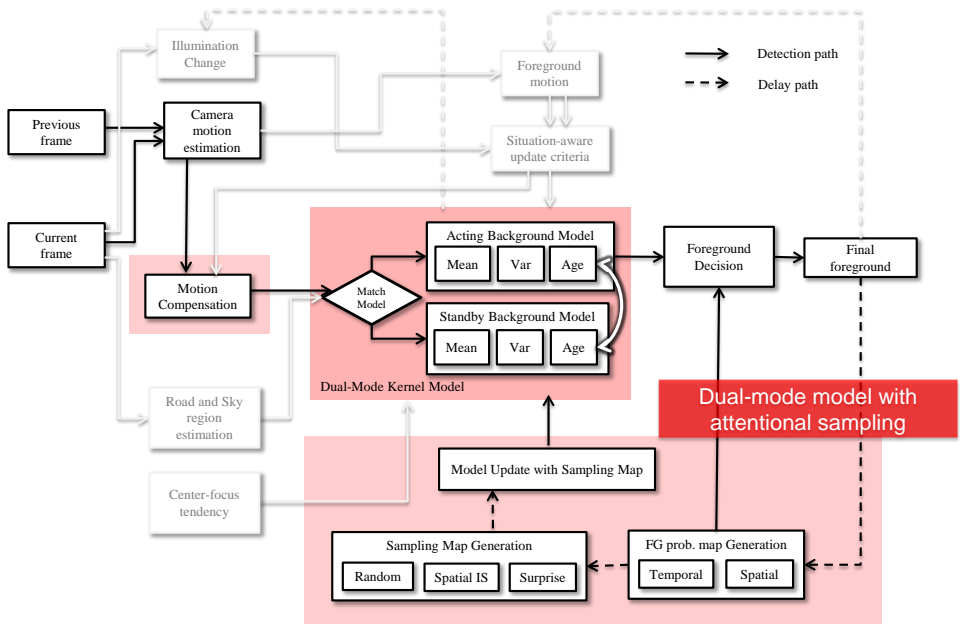 Illumination
Change
Foreground
motion
Detection path
Delay path
Previous
frame
Camera
motion
estimation
Situation-aware
update criteria
Current
frame
Acting Background Model
Mean
Var
Age
Foreground
Decision
Final
foreground
Motion
Compensation
Match
Model
Standby Background Model
Mean
Var
Age
Dual-Mode Kernel Model
Road and Sky
region
estimation
Dual-mode model with
attentional sampling
Center-focus
tendency
Model Update with Sampling Map
Sampling Map Generation
Random
Spatial IS
Surprise
FG prob. map Generation
Temporal
Spatial